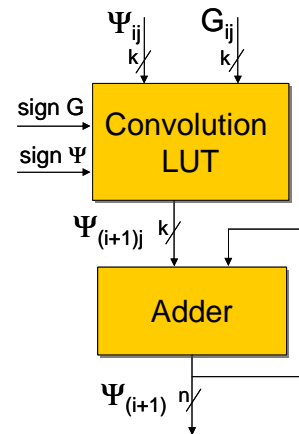 Ψij Gij
k k
sign G
Convolution
sign Ψ
LUT
Ψ(i+1)j k
Adder
Ψ(i+1) n